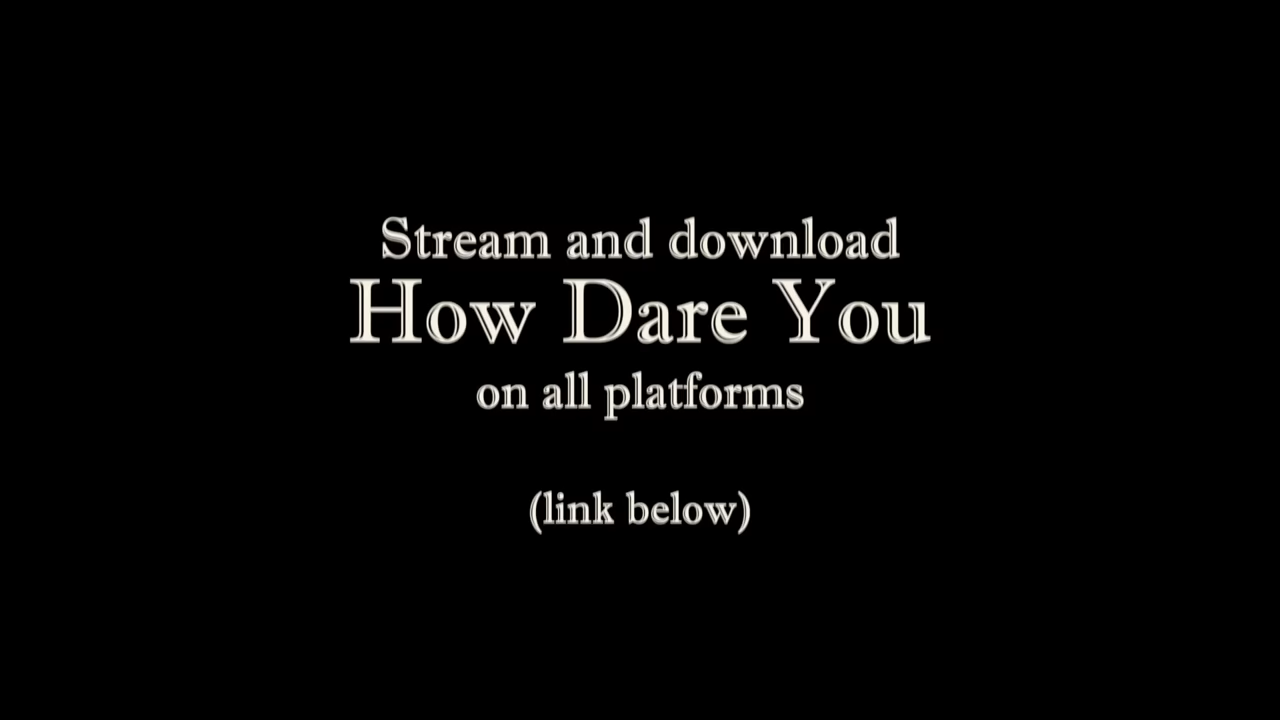 Stream and download
How Dare You
on all platforms
(link below)